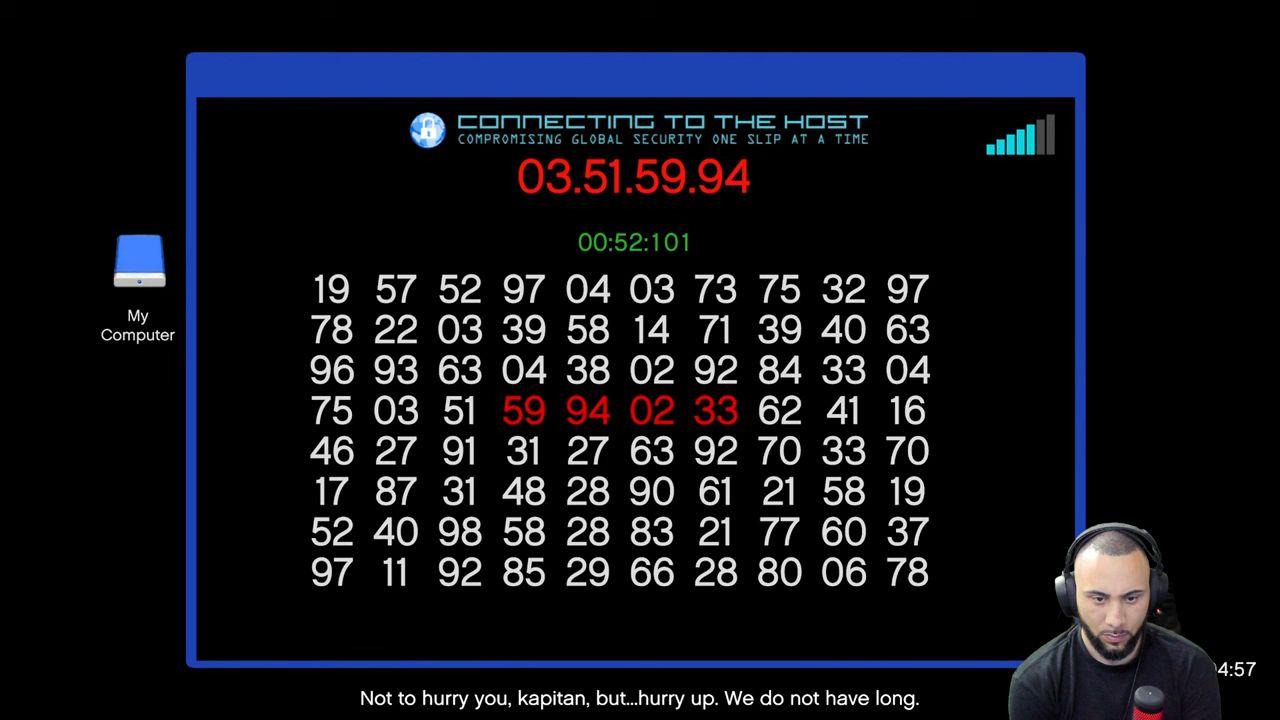 CONNECTING TO THE HOST
COMPROMISING GLOBAL SECURITY ONE SLIP AT A TIME
03.51.59.94
00:52:101
19 57 52 97 04 03 73 75 32 97
78 22 03 39 58 14 71 39 40 63
My
Computer
96 93 63 04 38 02 92 84 33 04
75 03 51 59 94 02 33 62 41 16
46 27 91 31 27 63 92 70 33 70
17 87 31 48 28 90 61 21 58 19
52 40 98 58 28 83 21 77 60 37
97 11 92 85 29 66 28 80 06 78
4:57
Not to hurry you, kapitan, but...hurry up. We do not have long.